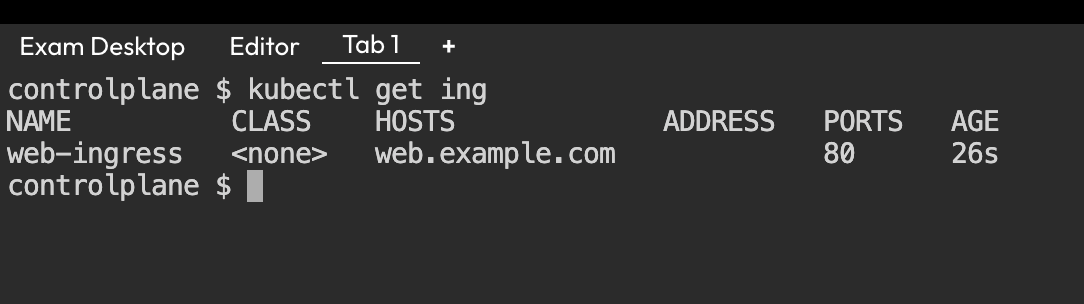 Exam Desktop Editor Tab 1 +
controlplane $ kubectl get ing
NAME CLASS HOSTS ADDRESS PORTS AGE
web-ingress <none> web.example.com 80 26s
controlplane $